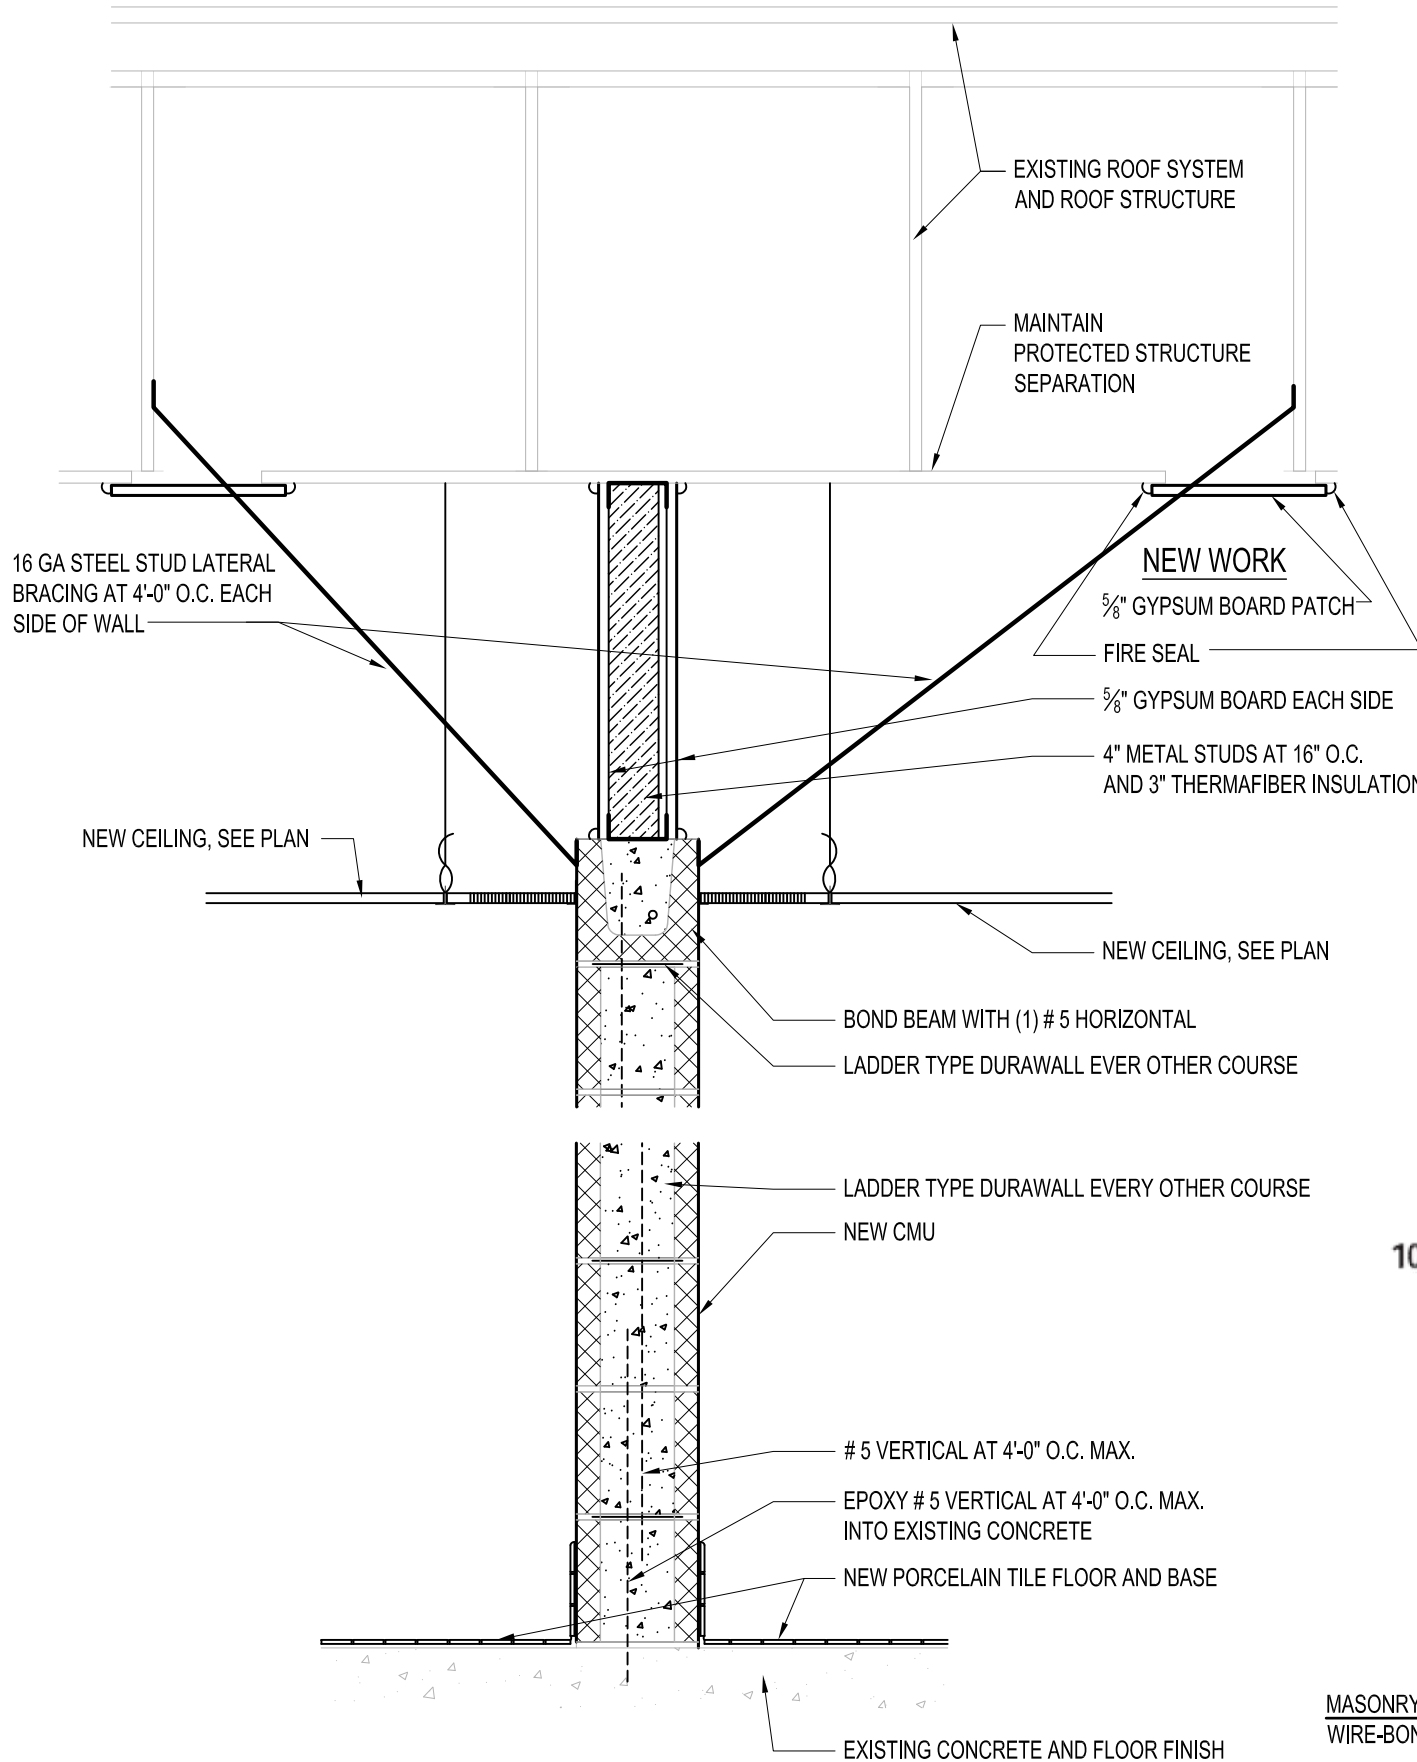 EXISTING ROOF SYSTEM
AND ROOF STRUCTURE
MAINTAIN
PROTECTED STRUCTURE
SEPARATION
16 GA STEEL STUD LATERAL
BRACING AT 4'-0" O.C. EACH
SIDE OF WALL
NEW WORK
5/8" GYPSUM BOARD PATCH
FIRE SEAL
5/8" GYPSUM BOARD EACH SIDE
4" METAL STUDS AT 16" O.C.
AND 3" THERMAFIBER INSULATION
NEW CEILING, SEE PLAN
NEW CEILING, SEE PLAN
BOND BEAM WITH (1) # 5 HORIZONTAL
LADDER TYPE DURAWALL EVER OTHER COURSE
LADDER TYPE DURAWALL EVERY OTHER COURSE
NEW CMU
10
# 5 VERTICAL AT 4'-0" O.C. MAX.
EPOXY # 5 VERTICAL AT 4'-0" O.C. MAX.
INTO EXISTING CONCRETE
NEW PORCELAIN TILE FLOOR AND BASE
EXISTING CONCRETE AND FLOOR FINISH
MASONRY
WIRE-BON